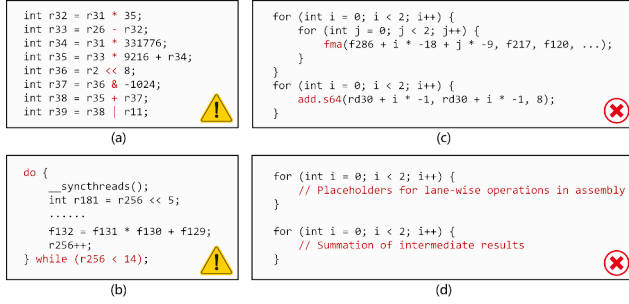 int r32 = r31 * 35;
int r33 = r26 - r32;
int r34 = r31 * 331776;
int r35 = r33 * 9216 + r34;
int r36 = r2 << 8;
int r37 = r36 & -1024;
int r38 = r35 + r37;
int r39 = r38 | r11;
(a)
for (int i = 0; i < 2; i++) {
for (int j = 0; j < 2; j++) {
fma(f286 + i * -18 + j * -9, f217, f120, ...);
}
}
for (int i = 0; i < 2; i++) {
add.s64(rd30 + i * -1, rd30 + i * -1, 8);
}
(c)
do {
__syncthreads();
int r181 = r256 << 5;
......
f132 = f131 * f130 + f129;
r256++;
} while (r256 < 14);
(b)
for (int i = 0; i < 2; i++) {
// Placeholders for lane-wise operations in assembly
}
for (int i = 0; i < 2; i++) {
// Summation of intermediate results
}
(d)